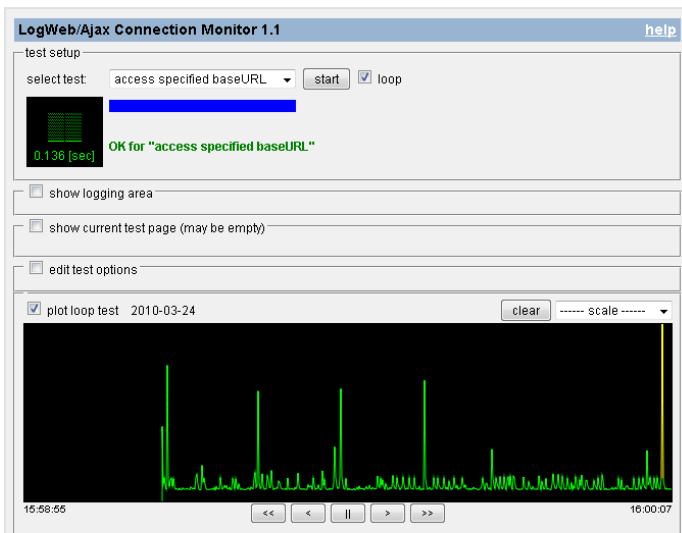 LogWeb/Ajax Connection Monitor 1.1 help
test setup
select test: access specified baseURL start loop
0.136 [sec]
OK for "access specified baseURL"
show logging area
show current test page (may be empty)
edit test options
plot loop test 2010-03-24 clear ------ scale ------
15:58:55 << < || > >> 16:00:07